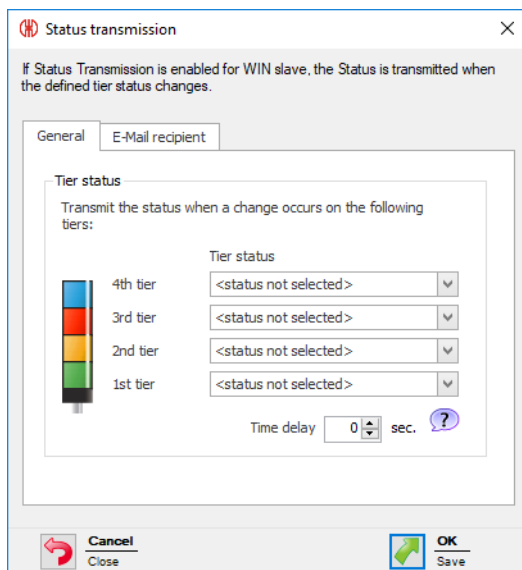 Status transmission
If Status Transmission is enabled for WIN slave, the Status is transmitted when
the defined tier status changes.
General
E-Mail recipient
Tier status
Transmit the status when a change occurs on the following
tiers:
Tier status
4th tier <status not selected>
3rd tier <status not selected>
2nd tier <status not selected>
1st tier <status not selected>
Time delay 0 sec. ?
Cancel
Close
OK
Save